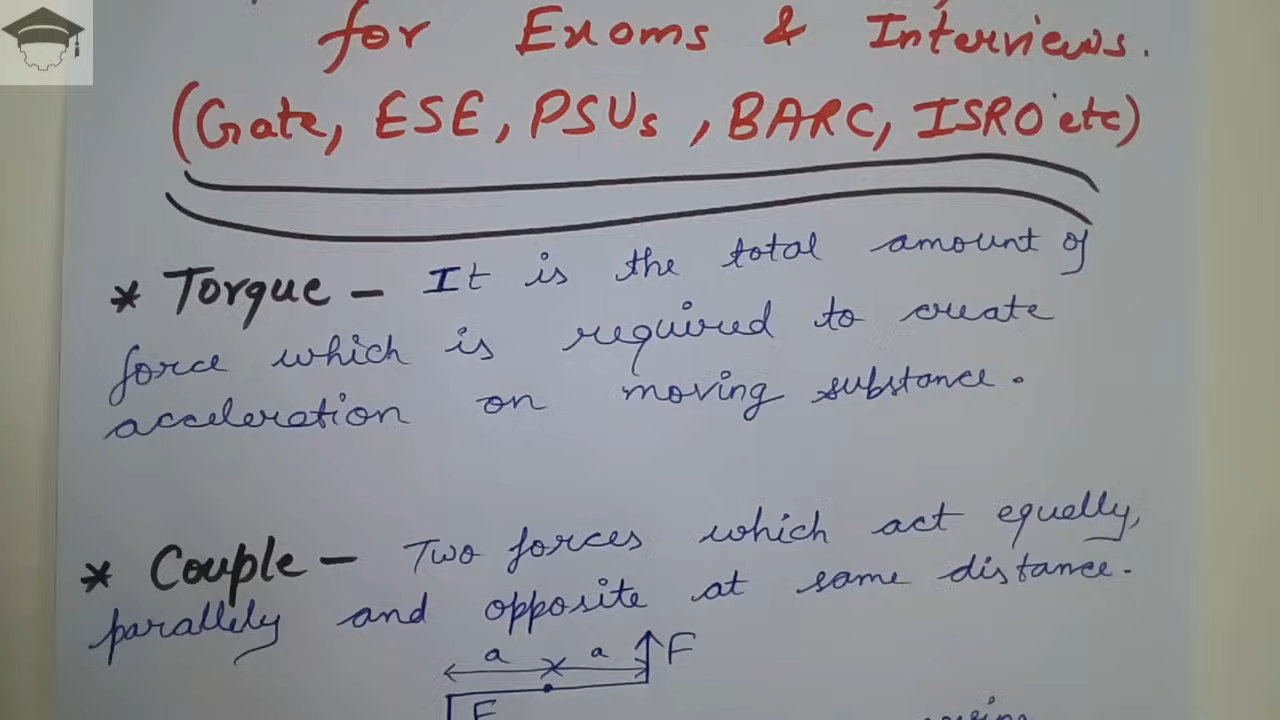 for Exams & Interviews.
(Gate, ESE, PSUs, BARC, ISRO etc)
* Torque - It is the total amount of
force which is required to create
acceleration on moving substance.
* Couple - Two forces which act equally,
parallely and opposite at same distance.
a a F
F